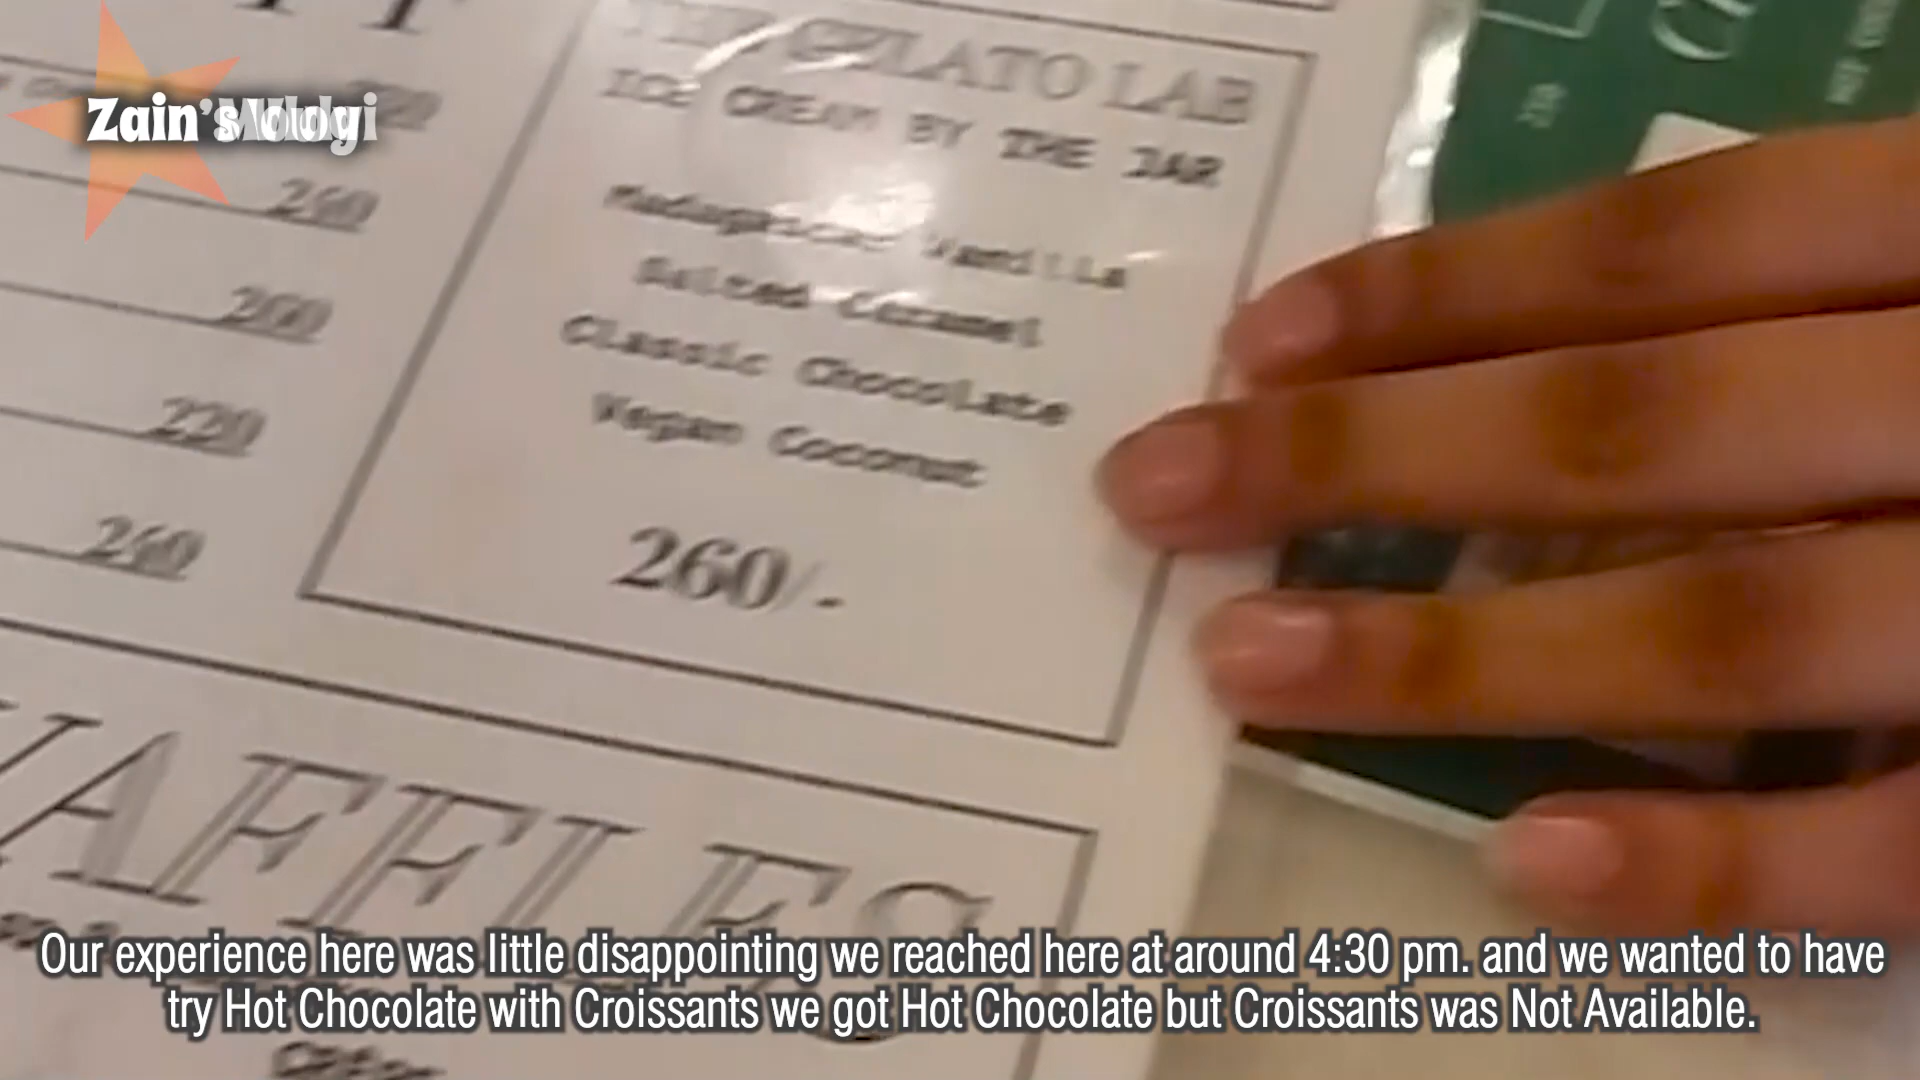 THE GELATO LAB
ICE CREAM BY THE JAR
Madagascar Vanilla
Salted Caramel
Classic Chocolate
Vegan Coconut
260/-
260
200
220
260
WAFFLES
Zain's
Our experience here was little disappointing we reached here at around 4:30 pm. and we wanted to have
try Hot Chocolate with Croissants we got Hot Chocolate but Croissants was Not Available.